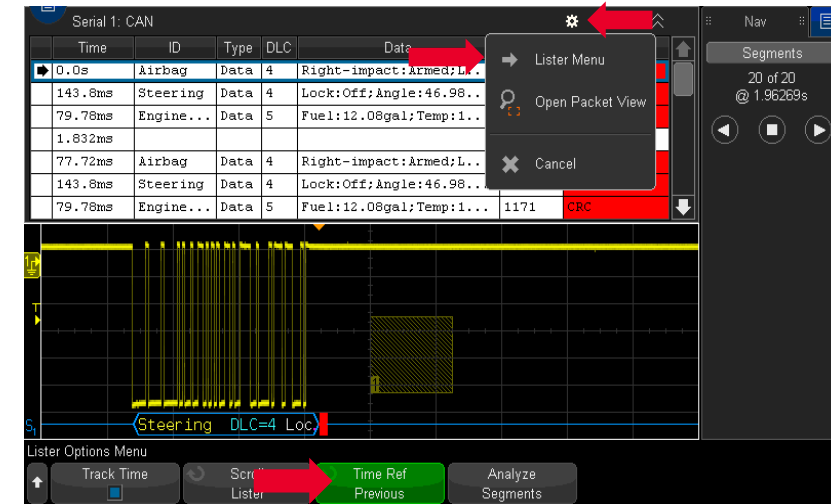 Serial 1: CAN
Nav
Time ID Type DLC Data
Segments
20 of 20
@ 1.96269s
0.0s Airbag Data 4 Right-impact:Armed;L..
143.8ms Steering Data 4 Lock:Off;Angle:46.98..
79.78ms Engine... Data 5 Fuel:12.08gal;Temp:1..
1.832ms
77.72ms Airbag Data 4 Right-impact:Armed;L..
143.8ms Steering Data 4 Lock:Off;Angle:46.98...
79.78ms Engine... Data 5 Fuel:12.08gal;Temp:1... 1171 CRC
Lister Menu
Open Packet View
Cancel
1
T
S1
Steering DLC=4 Loc
Lister Options Menu
Track Time
Lister
Time Ref
Previous
Analyze
Segments